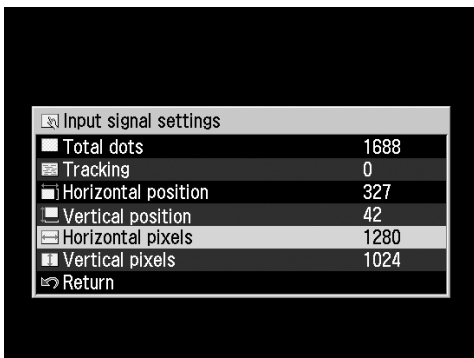 Input signal settings
Total dots 1688
Tracking 0
Horizontal position 327
Vertical position 42
Horizontal pixels 1280
Vertical pixels 1024
Return